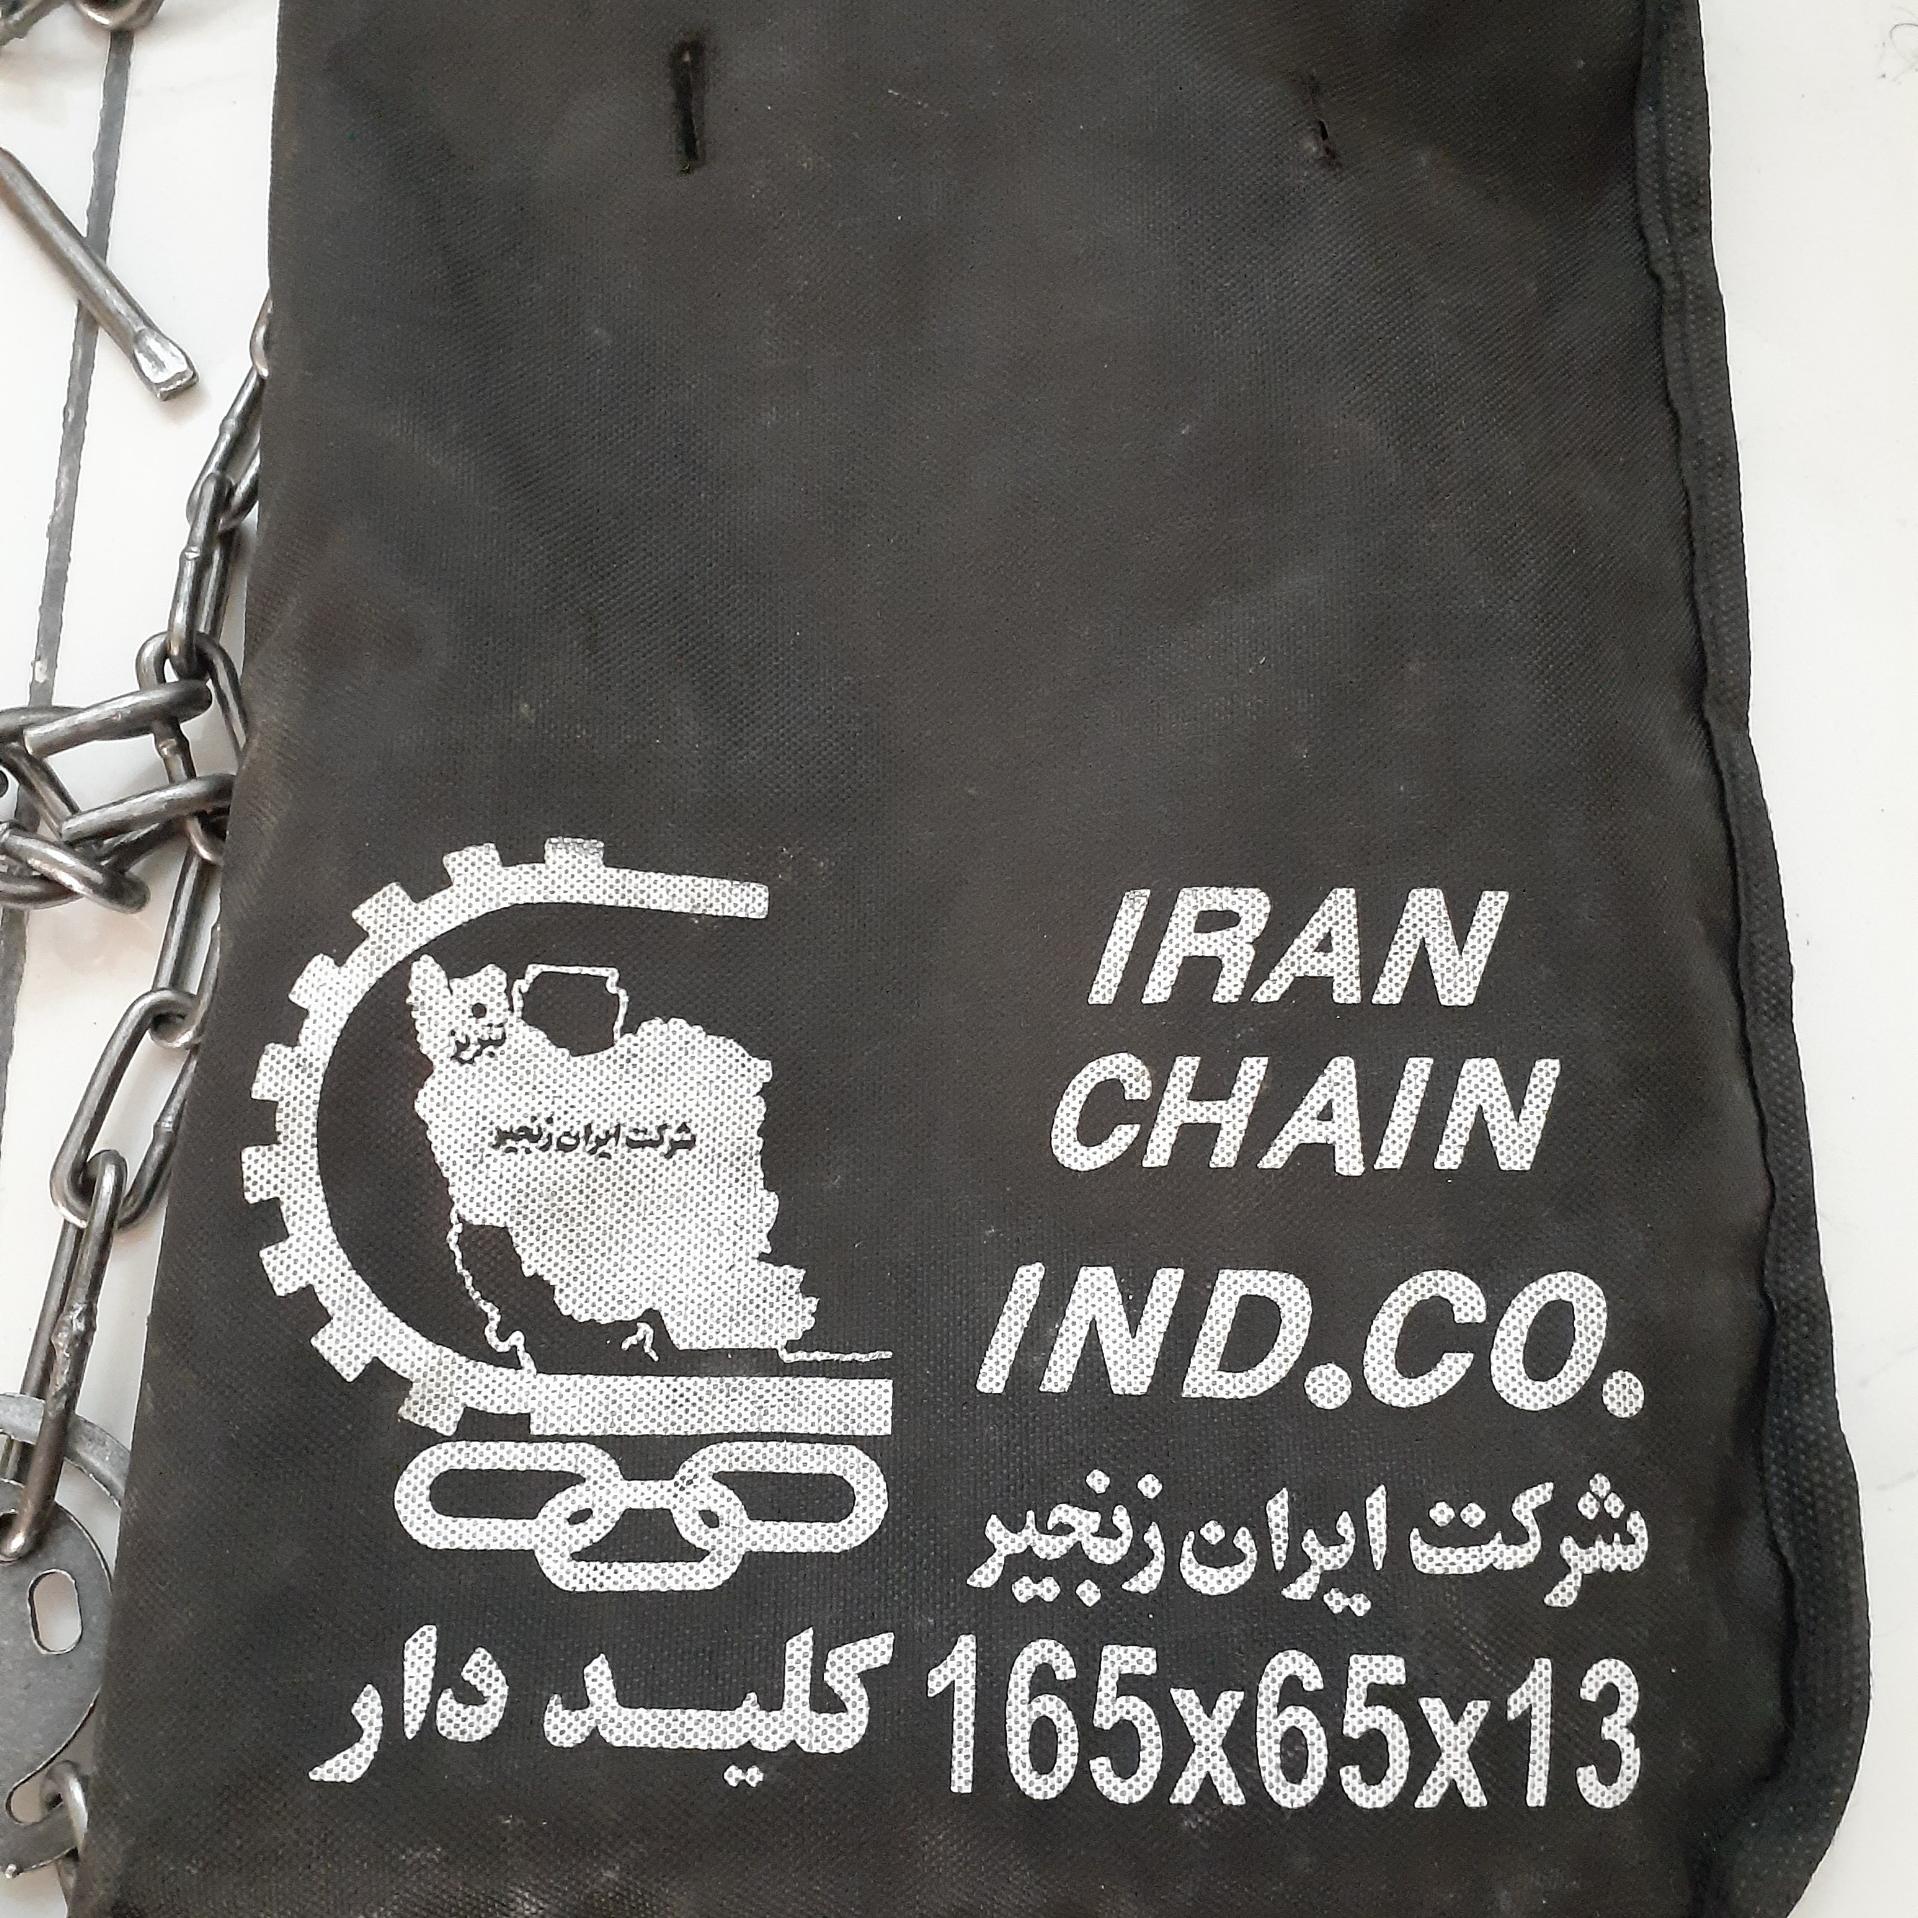 تبریز
شرکت ایران زنجیر
IRAN
CHAIN
IND.CO.
شرکت ایران زنجیر
کلید دار 165x65x13